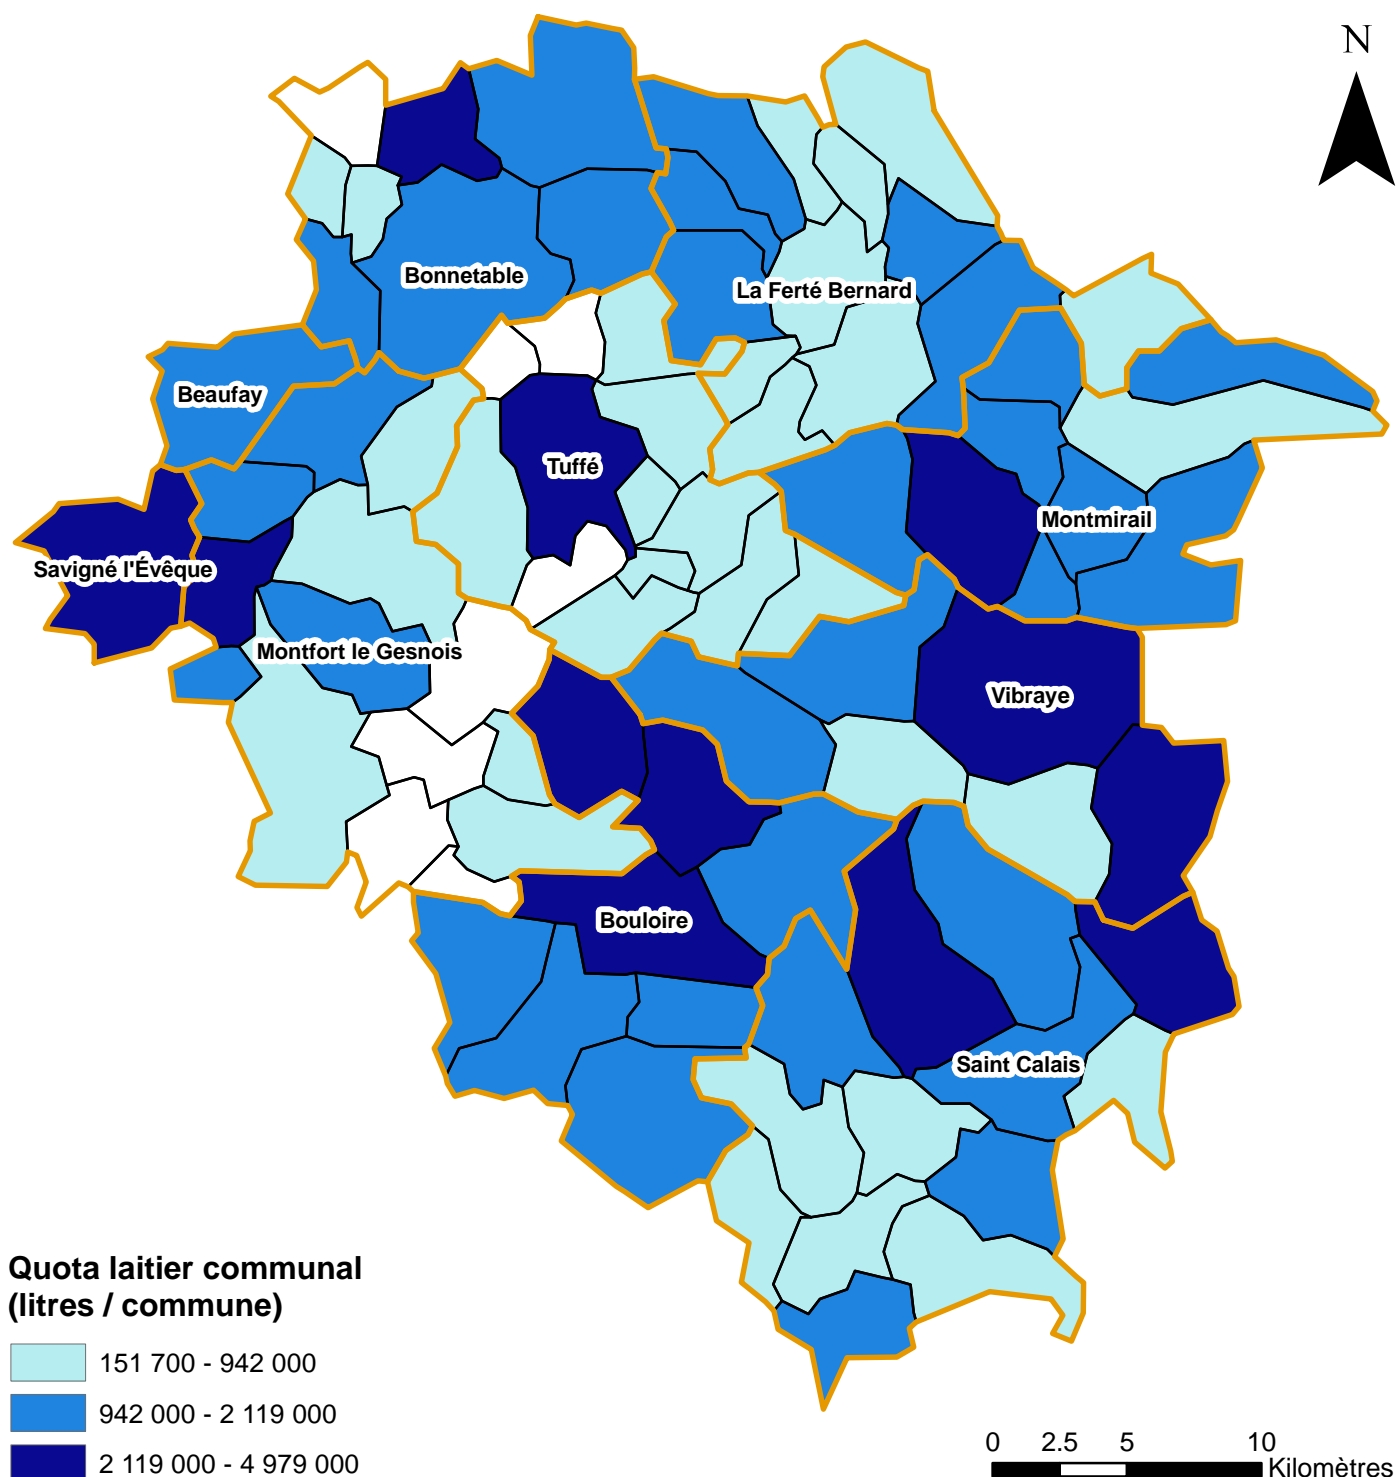 N
Bonnetable
La Ferté Bernard
Beaufay
Tuffé
Montmirail
Savigné l'Évêque
Montfort le Gesnois
Vibraye
Bouloire
Saint Calais
Quota laitier communal
(litres / commune)
151 700 - 942 000
942 000 - 2 119 000
2 119 000 - 4 979 000
0 2.5 5 10
Kilomètres